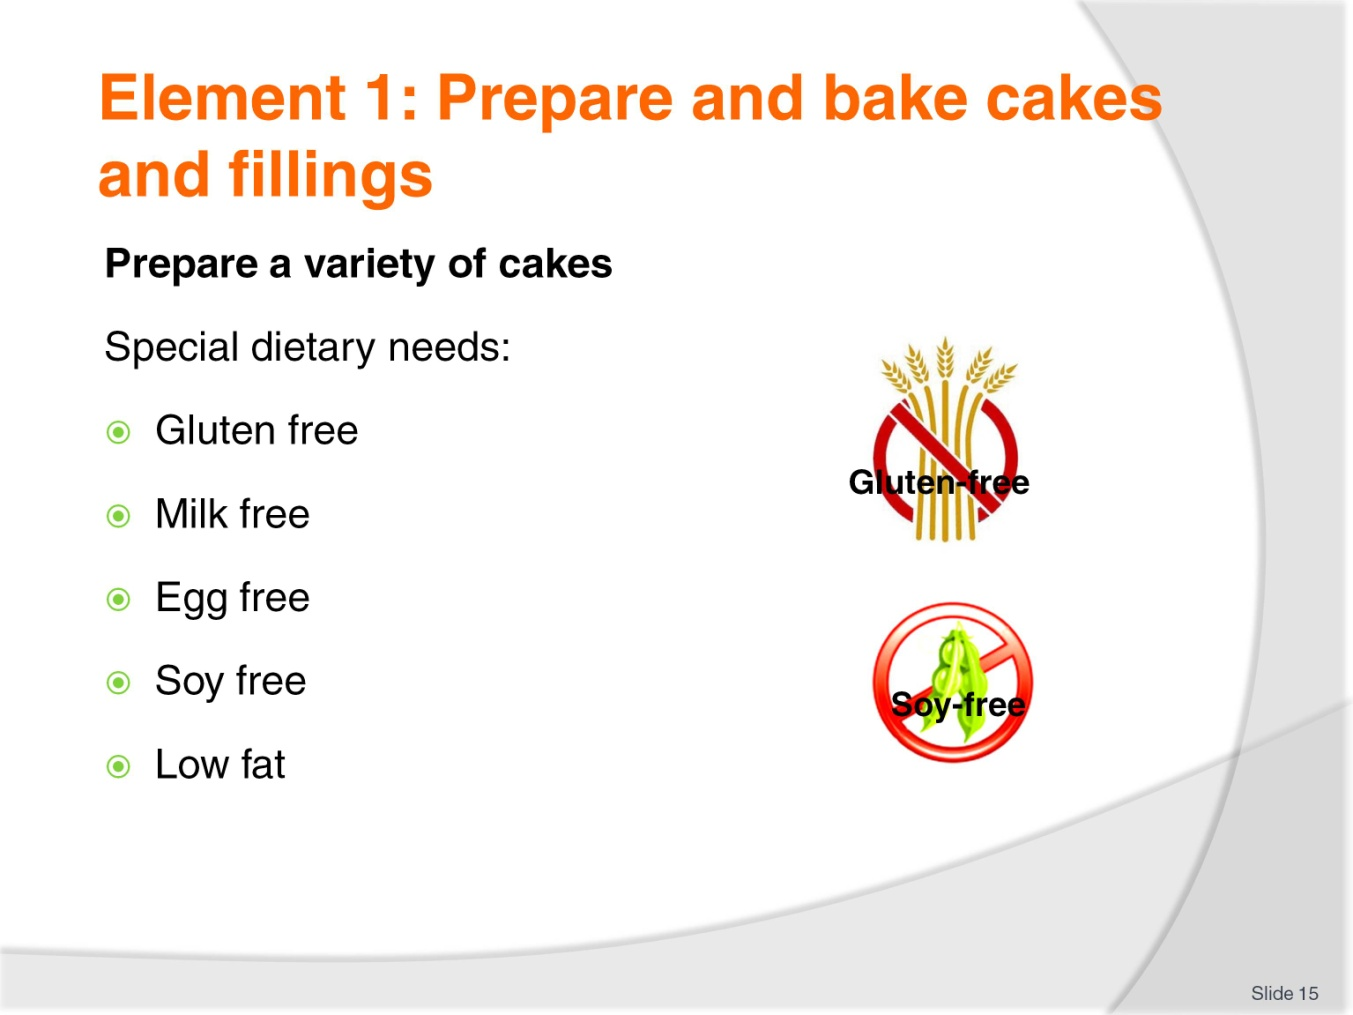 Element 1: Prepare and bake cakes
and fillings
Prepare a variety of cakes
Special dietary needs:
Gluten free
Milk free
Egg free
Soy free
Low fat
Gluten-free
Soy-free
Slide 15